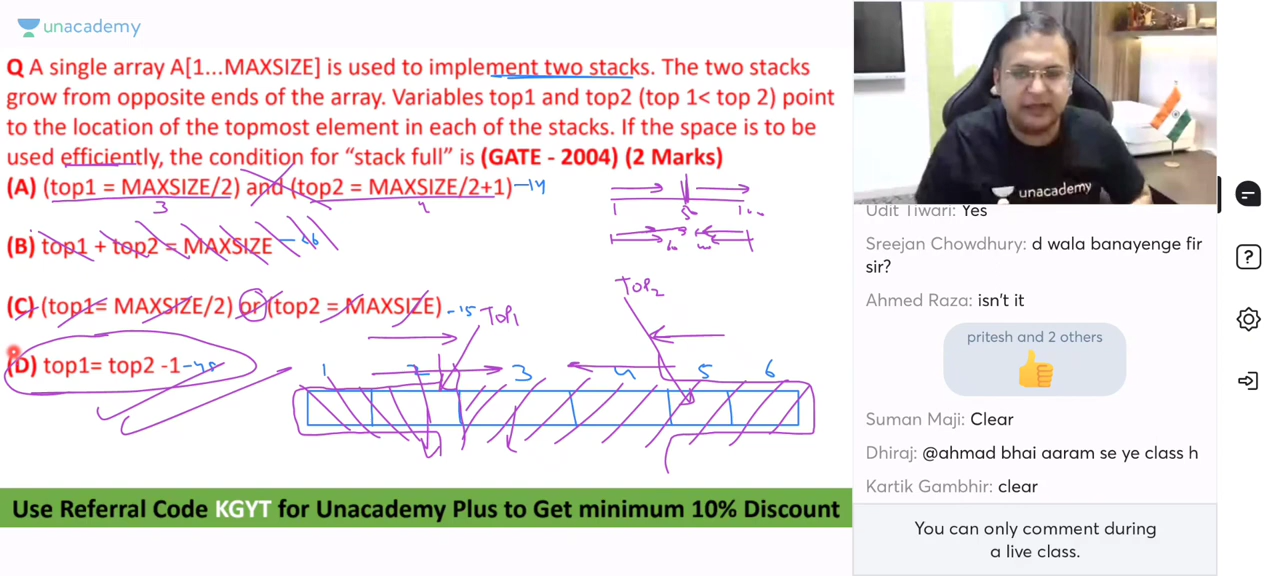 unacademy
Q A single array A[1...MAXSIZE] is used to implement two stacks. The two stacks
grow from opposite ends of the array. Variables top1 and top2 (top 1< top 2) point
to the location of the topmost element in each of the stacks. If the space is to be
used efficiently, the condition for “stack full” is (GATE - 2004) (2 Marks)
(A) (top1 = MAXSIZE/2) and (top2 = MAXSIZE/2+1) -14
3 4
(B) top1 + top2 = MAXSIZE
(C) (top1= MAXSIZE/2) or (top2 = MAXSIZE) -15
(D) top1= top2 -1
1 50
TOP1
TOP2
1 2 3 4 5 6
Use Referral Code KGYT for Unacademy Plus to Get minimum 10% Discount
unacademy
Udit Tiwari: Yes
Sreejan Chowdhury: d wala banayenge fir
sir?
Ahmed Raza: isn't it
pritesh and 2 others
Suman Maji: Clear
Dhiraj: @ahmad bhai aaram se ye class h
Kartik Gambhir: clear
You can only comment during
a live class.
?